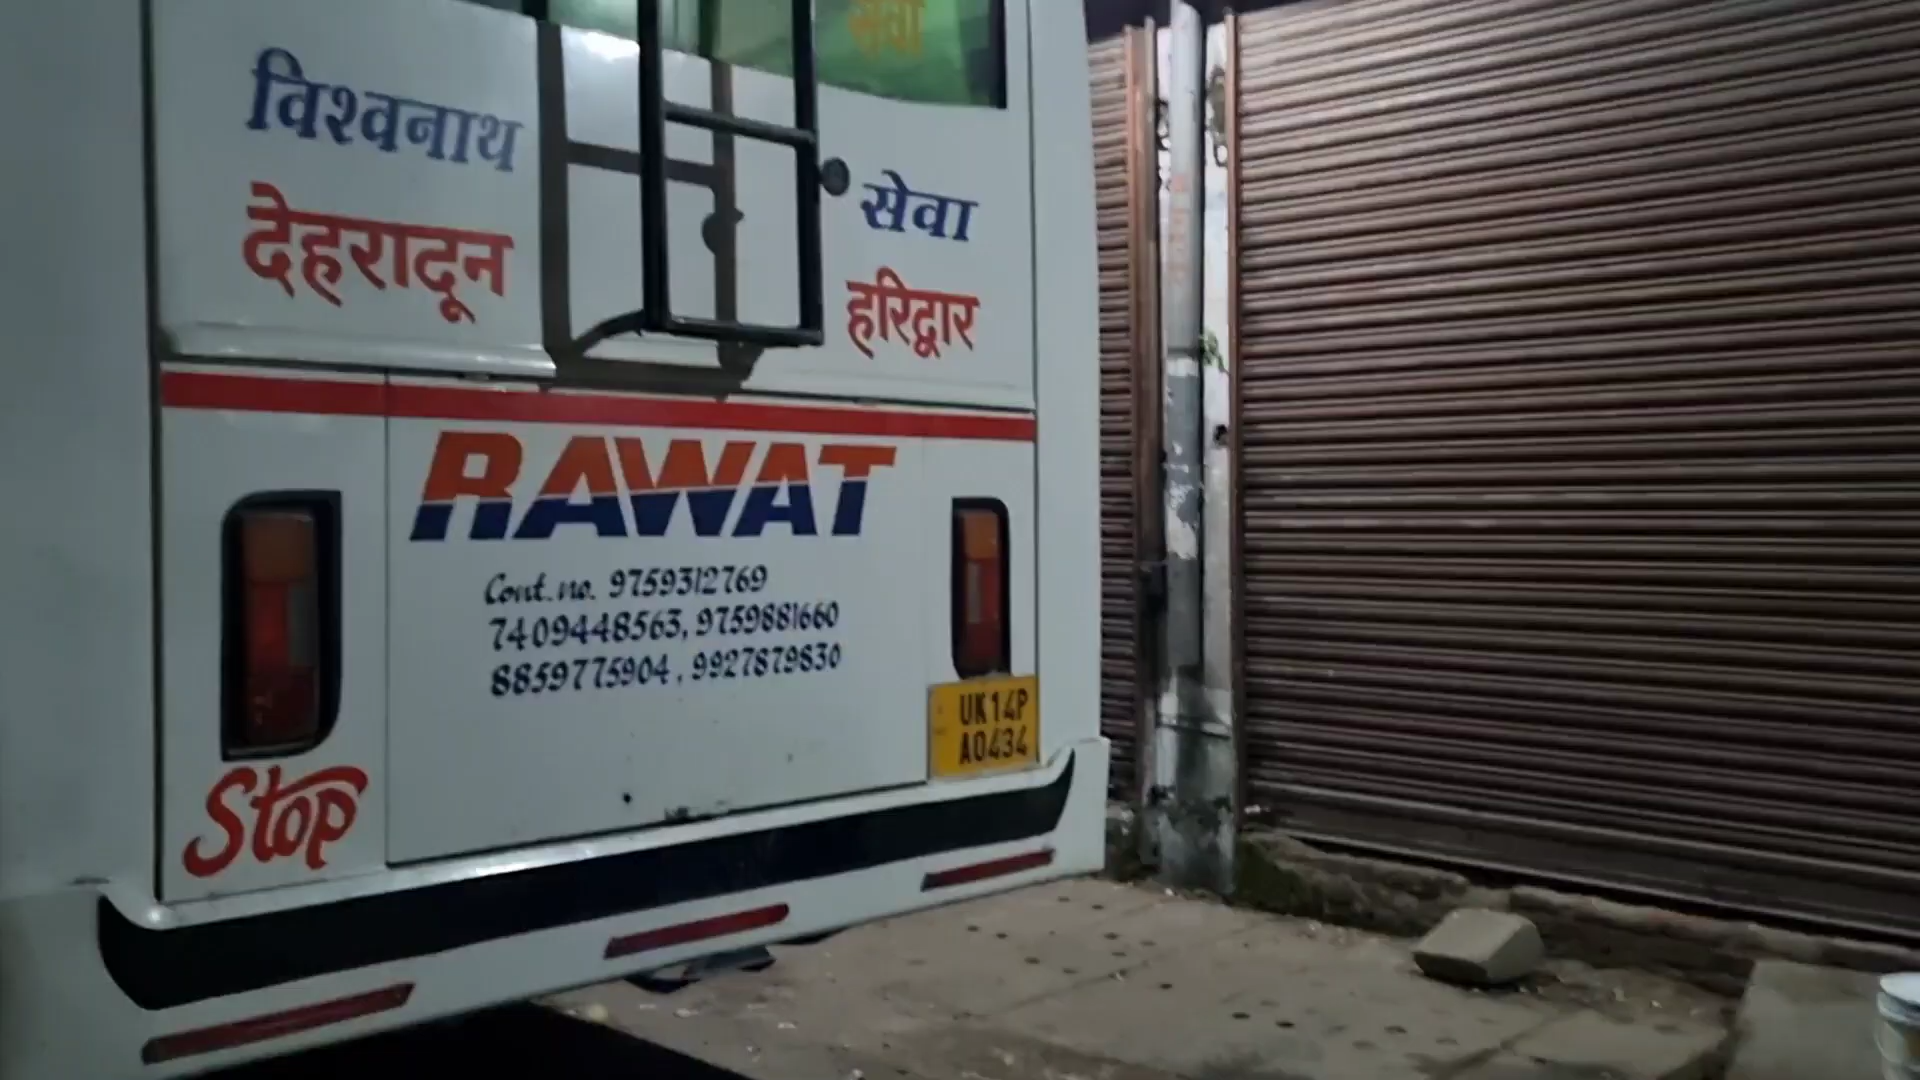 सेवा
विश्वनाथ
सेवा
देहरादून
हरिद्वार
RAWAT
Cont. no. 9759312769
7409448563, 9759881660
8859775904, 9927879830
UK14P
A0434
Stop